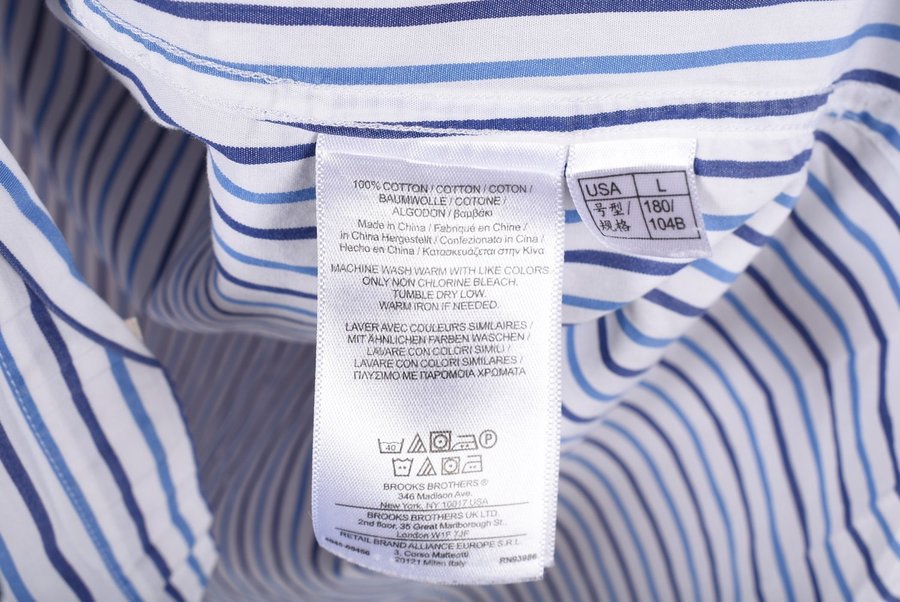 100% COTTON / COTTON / COTON /
BAUMWOLLE / COTONE /
ALGODON / βαμβάκι
Made in China / Fabriqué en Chine /
in China Hergestellt / Confezionato in Cina /
Hecho en China / Κατασκευάζεται στην Κίνα
MACHINE WASH WARM WITH LIKE COLORS.
ONLY NON CHLORINE BLEACH.
TUMBLE DRY LOW.
WARM IRON IF NEEDED.
LAVER AVEC COULEURS SIMILAIRES /
MIT ÄHNLICHEN FARBEN WASCHEN /
LAVARE CON COLORI SIMILI /
LAVARE CON COLORI SIMILARES /
ΠΛΥΣΙΜΟ ΜΕ ΠΑΡΟΜΟΙΑ ΧΡΩΜΑΤΑ
40 P
BROOKS BROTHERS ®
346 Madison Ave.
New York, NY 10017 USA
BROOKS BROTHERS UK LTD.
2nd floor, 35 Great Marlborough St.,
London W1F 7JF
RETAIL BRAND ALLIANCE EUROPE S.R.L.
3, Corso Matteotti
20121 Milen Italy
RN93986
USA L
号型/ 180/
规格 104B